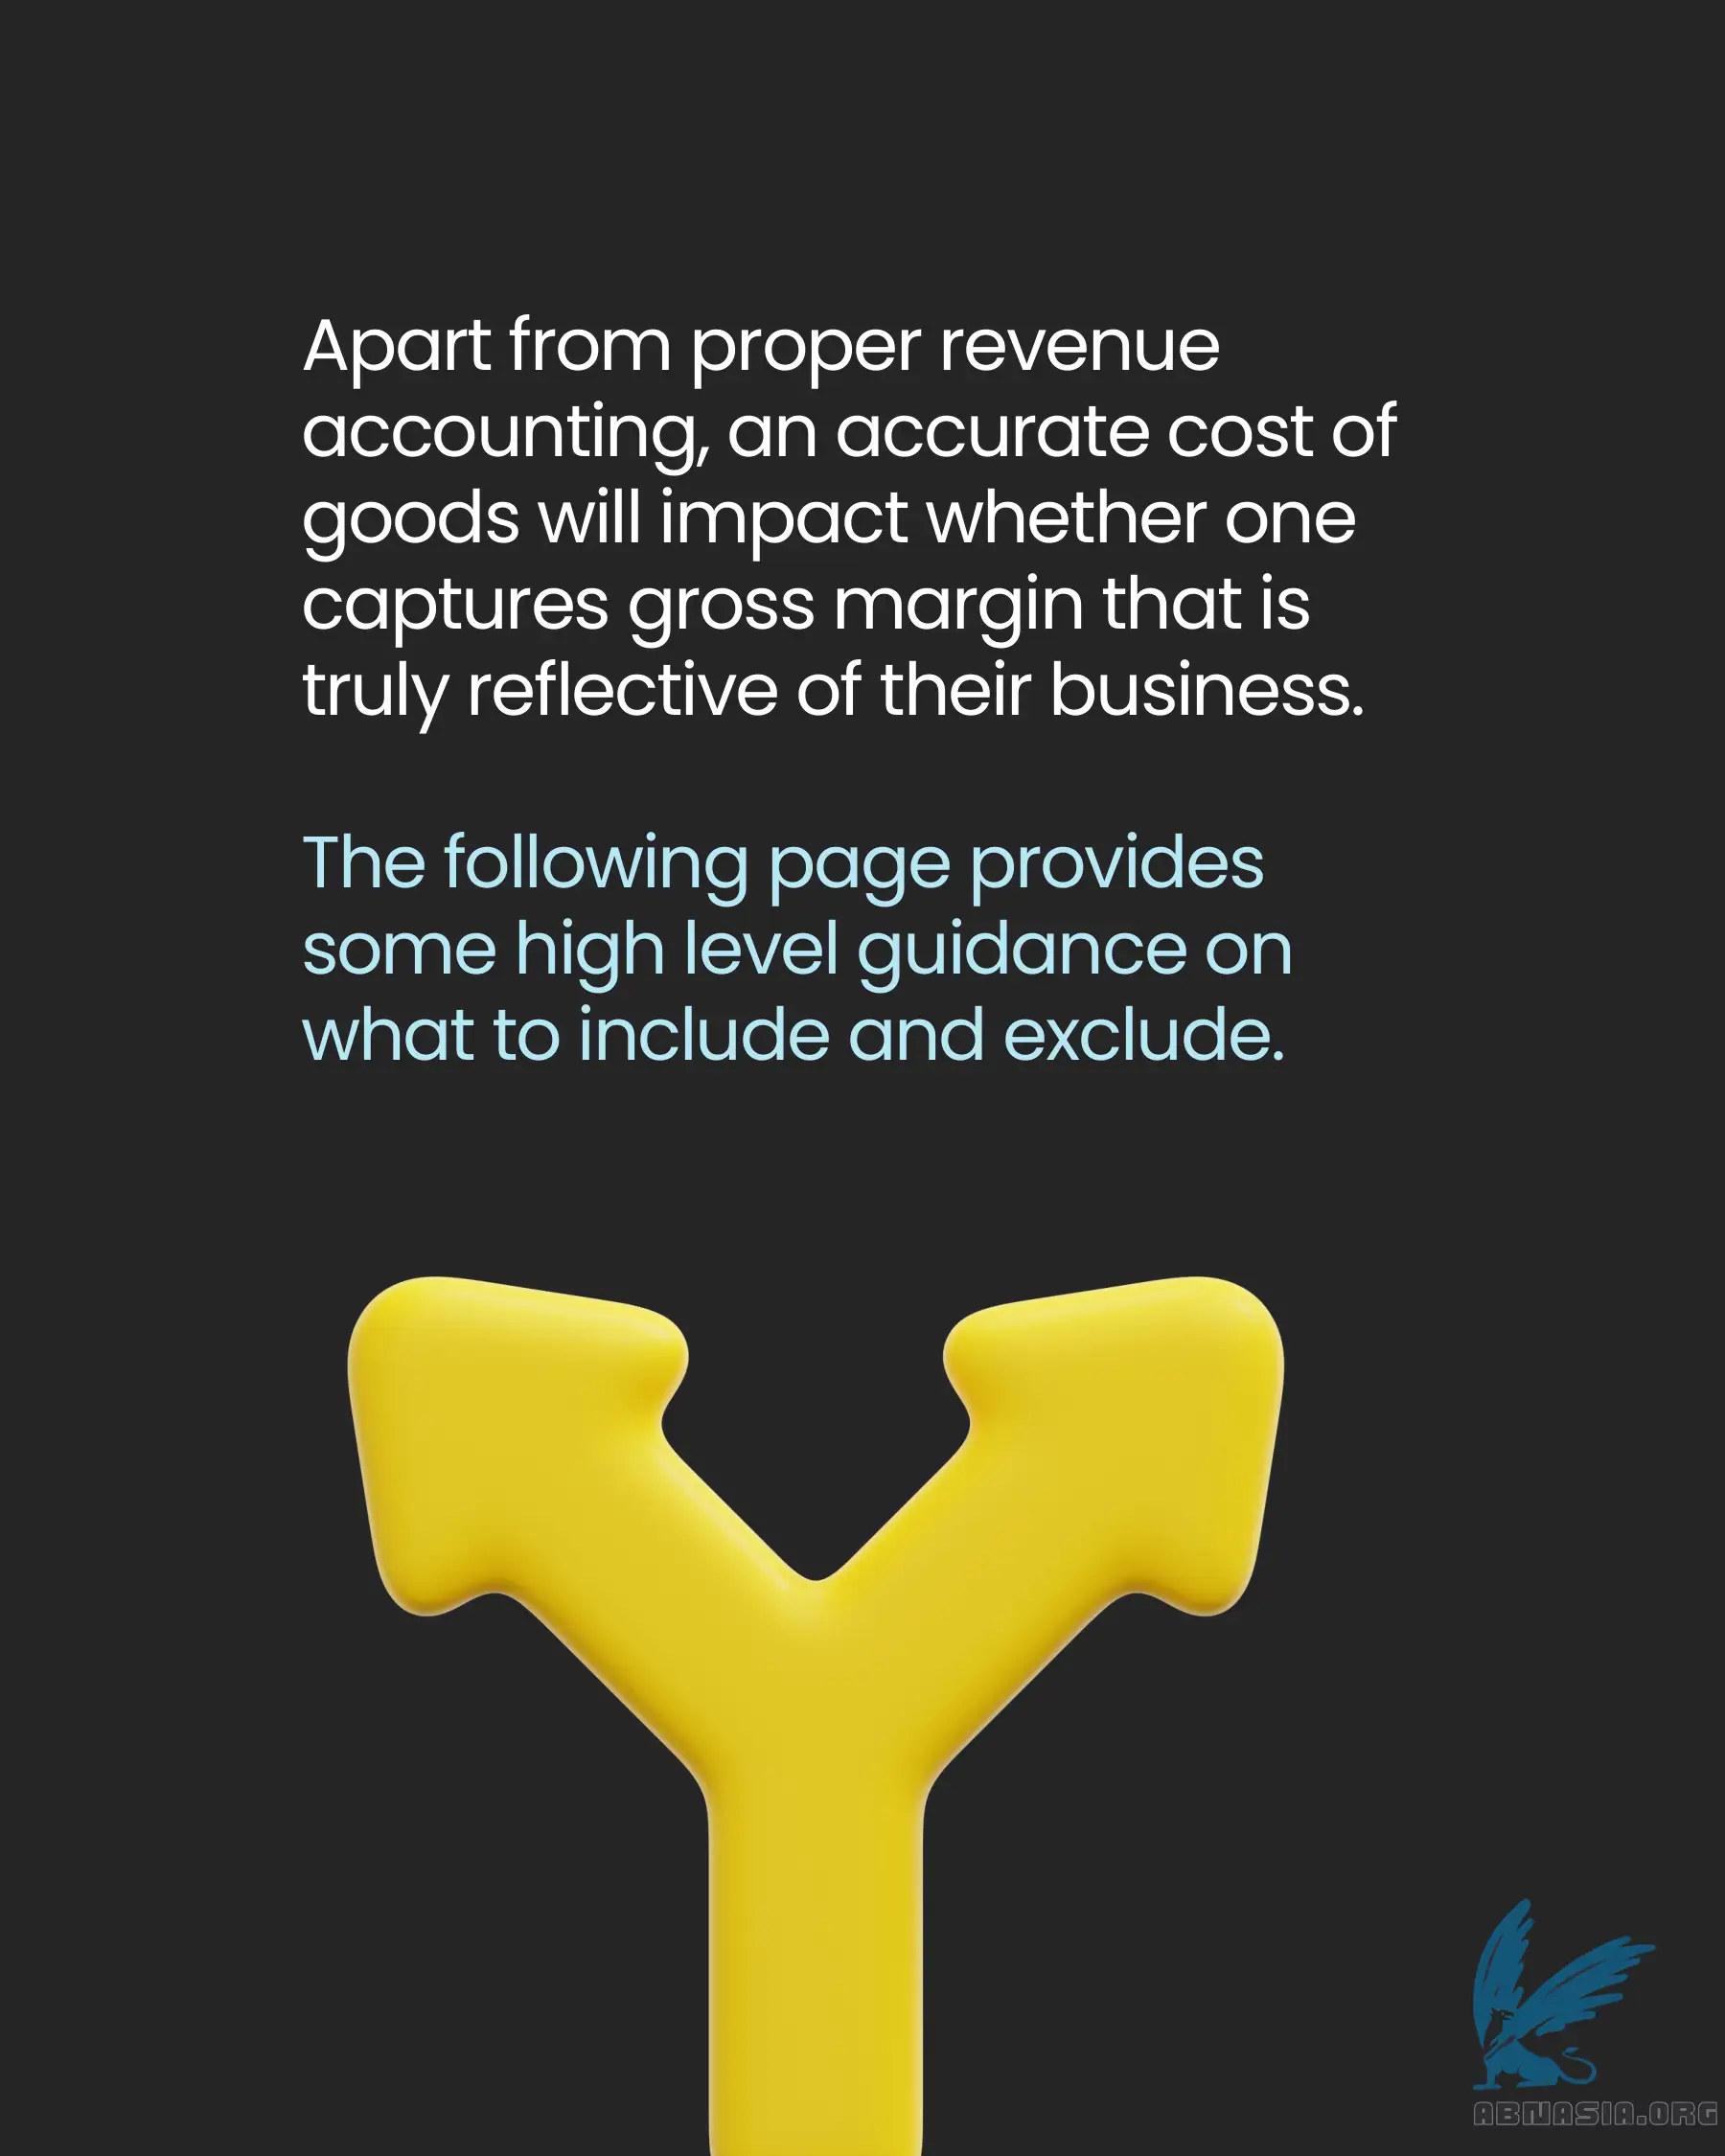 Apart from proper revenue
accounting, an accurate cost of
goods will impact whether one
captures gross margin that is
truly reflective of their business.
The following page provides
some high level guidance on
what to include and exclude.
ABNASIA.ORG